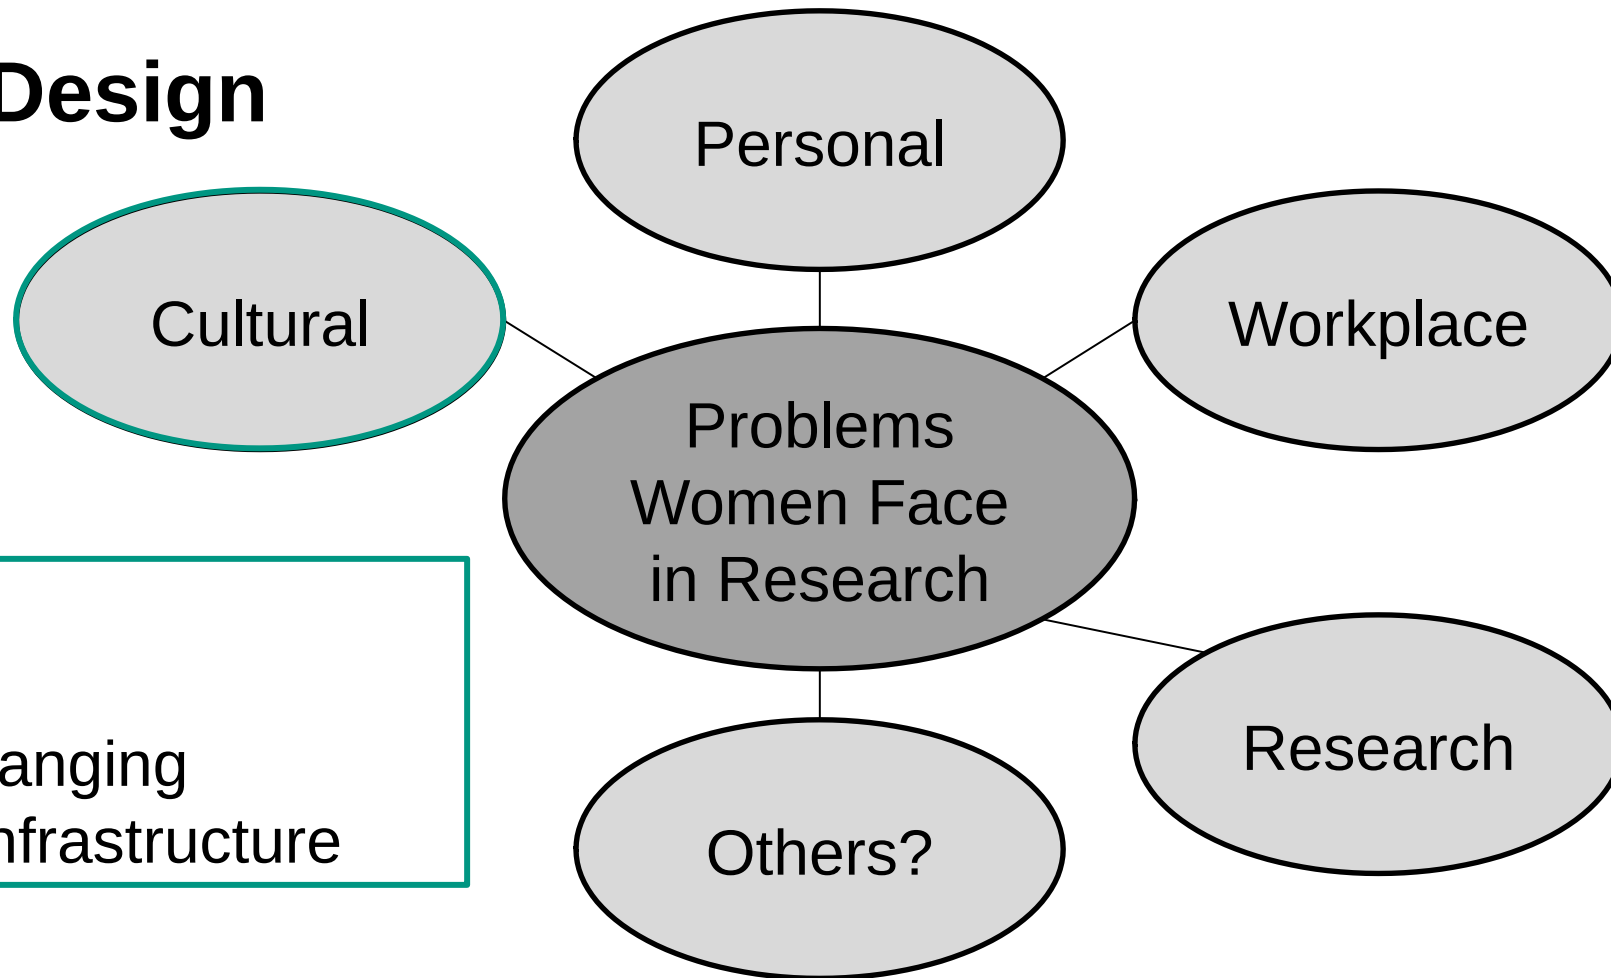 Design
Personal
Cultural
Workplace
Problems
Women Face
in Research
anging
nfrastructure
Research
Others?